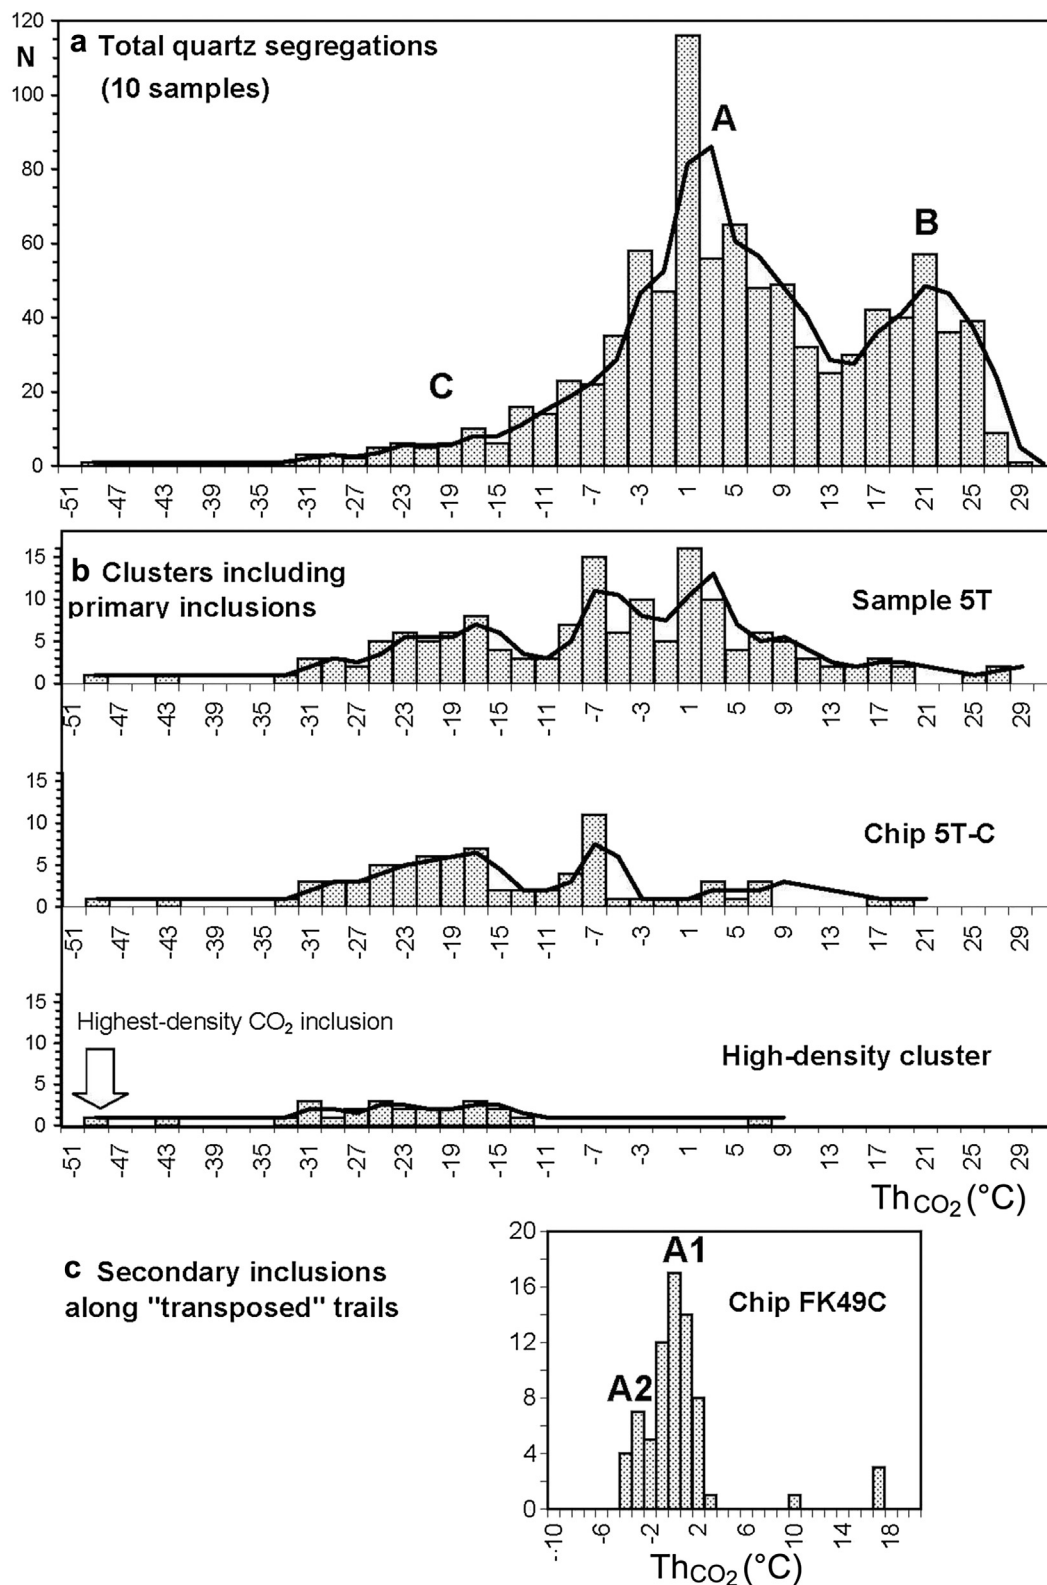 120
N
a Total quartz segregations
(10 samples)
100
A
80
60
B
40
C
20
0
-51 -47 -43 -39 -35 -31 -27 -23 -19 -15 -11 -7 -3 1 5 9 13 17 21 25 29
b Clusters including
primary inclusions
Sample 5T
15
10
5
0
-51 -47 -43 -39 -35 -31 -27 -23 -19 -15 -11 -7 -3 1 5 9 13 17 21 25 29
15
Chip 5T-C
10
5
0
-51 -47 -43 -39 -35 -31 -27 -23 -19 -15 -11 -7 -3 1 5 9 13 17 21 25 29
15
Highest-density CO₂ inclusion
10
High-density cluster
5
0
-51 -47 -43 -39 -35 -31 -27 -23 -19 -15 -11 -7 -3 1 5 9 13 17 21 25 29
Th CO₂ (°C)
c Secondary inclusions
along "transposed" trails
20
A1
16
Chip FK49C
12
A2
8
4
0
-10 -6 -2 2 6 10 14 18
Th CO₂ (°C)